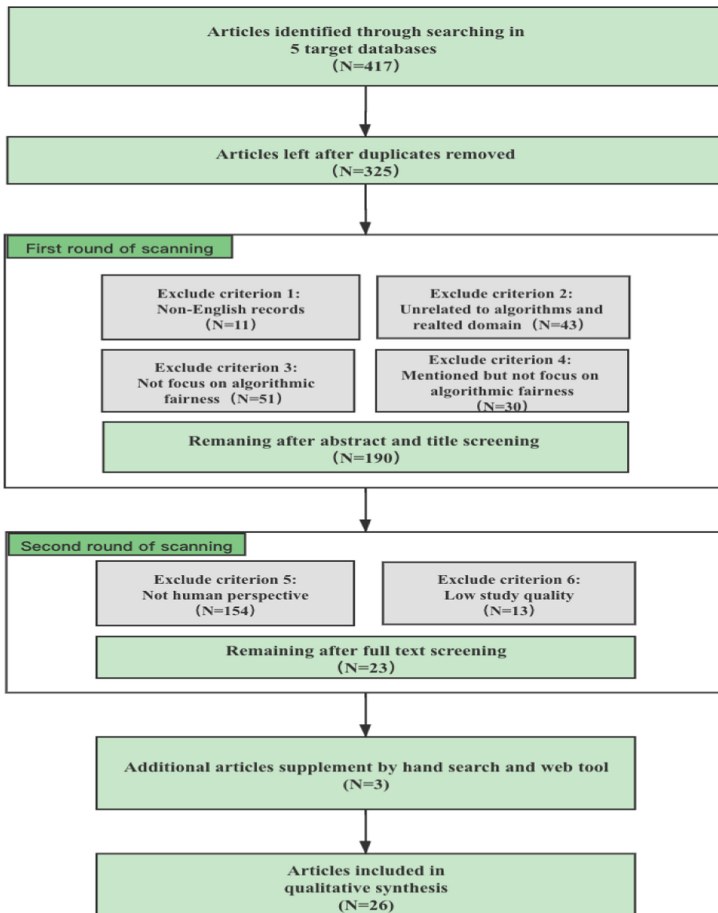 Articles identified through searching in
5 target databases
(N=417)
Articles left after duplicates removed
(N=325)
First round of scanning
Exclude criterion 1:
Non-English records
(N=11)
Exclude criterion 2:
Unrelated to algorithms and
realted domain (N=43)
Exclude criterion 3:
Not focus on algorithmic
fairness (N=51)
Exclude criterion 4:
Mentioned but not focus on
algorithmic fairness
(N=30)
Remaning after abstract and title screening
(N=190)
Second round of scanning
Exclude criterion 5:
Not human perspective
(N=154)
Exclude criterion 6:
Low study quality
(N=13)
Remaining after full text screening
(N=23)
Additional articles supplement by hand search and web tool
(N=3)
Articles included in
qualitative synthesis
(N=26)